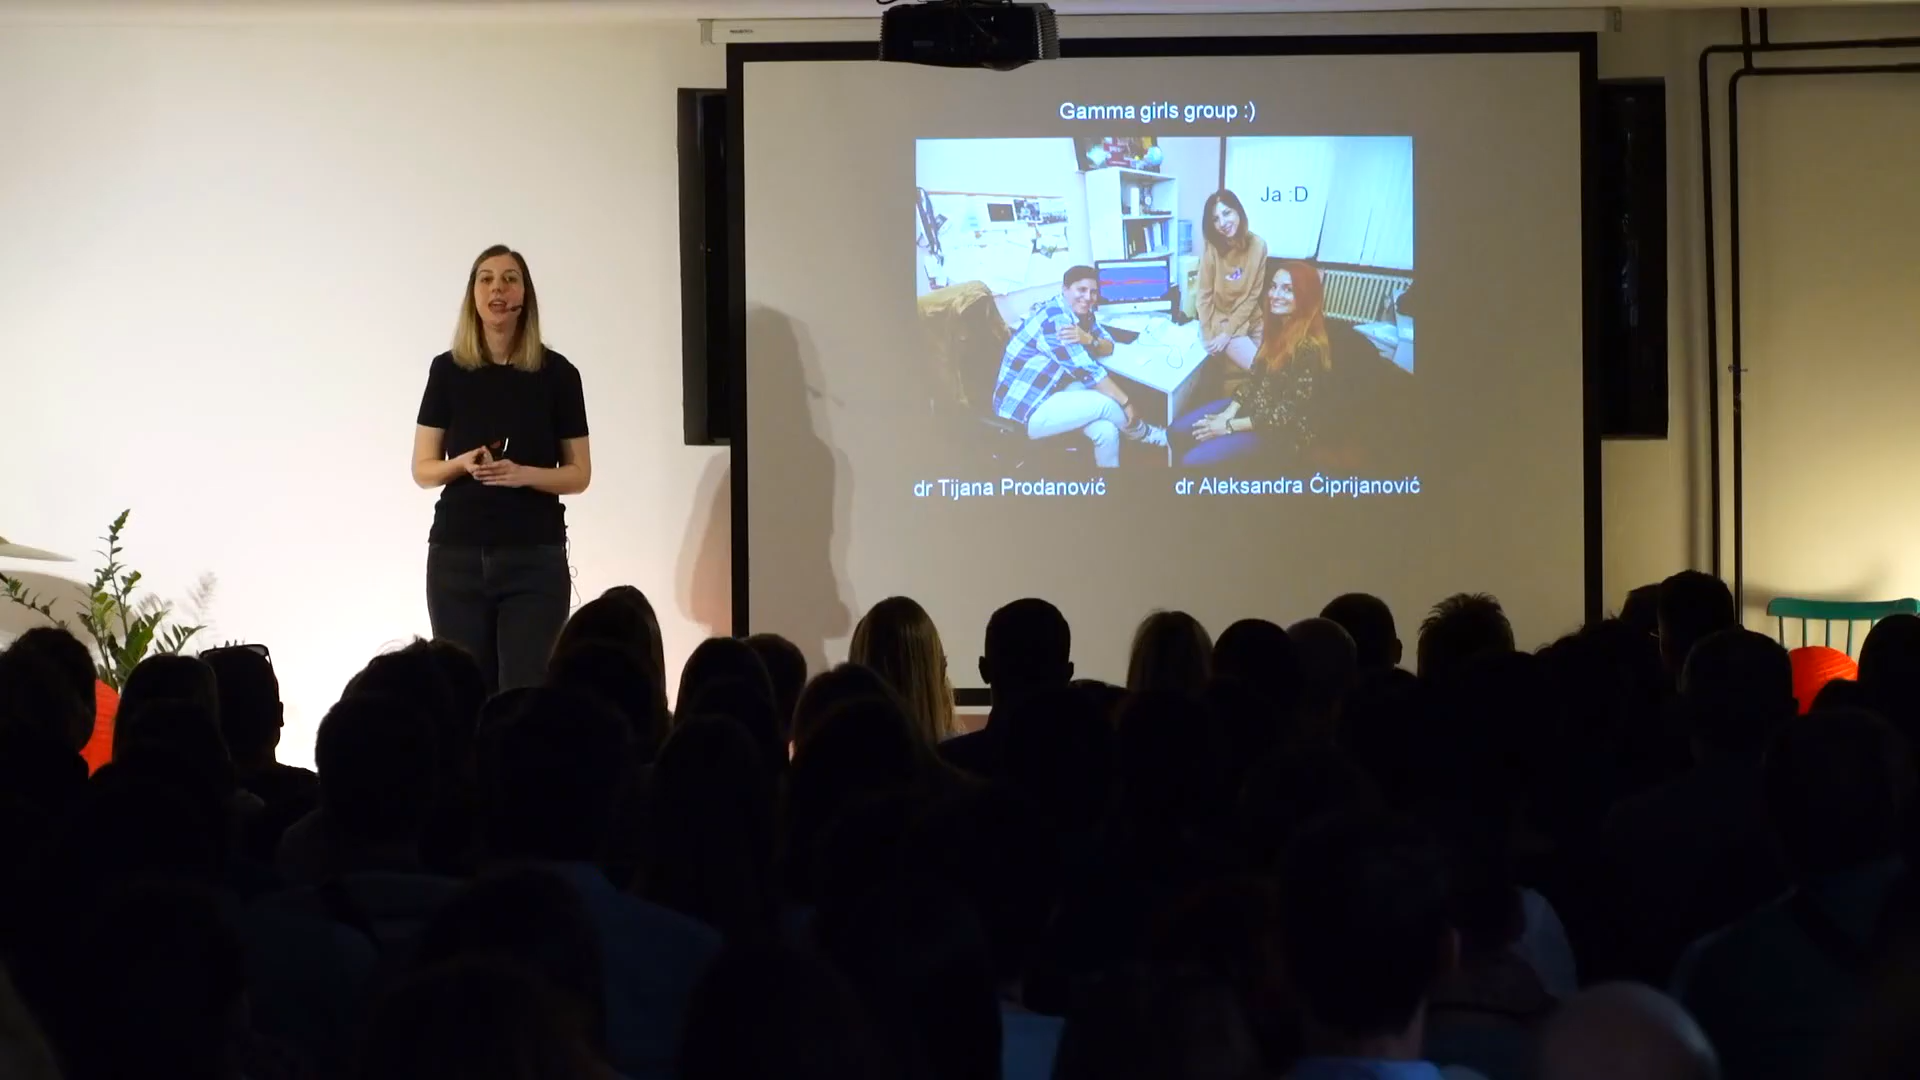 Gamma girls group :)
Ja :D
dr Tijana Prodanović
dr Aleksandra Ćiprijanović